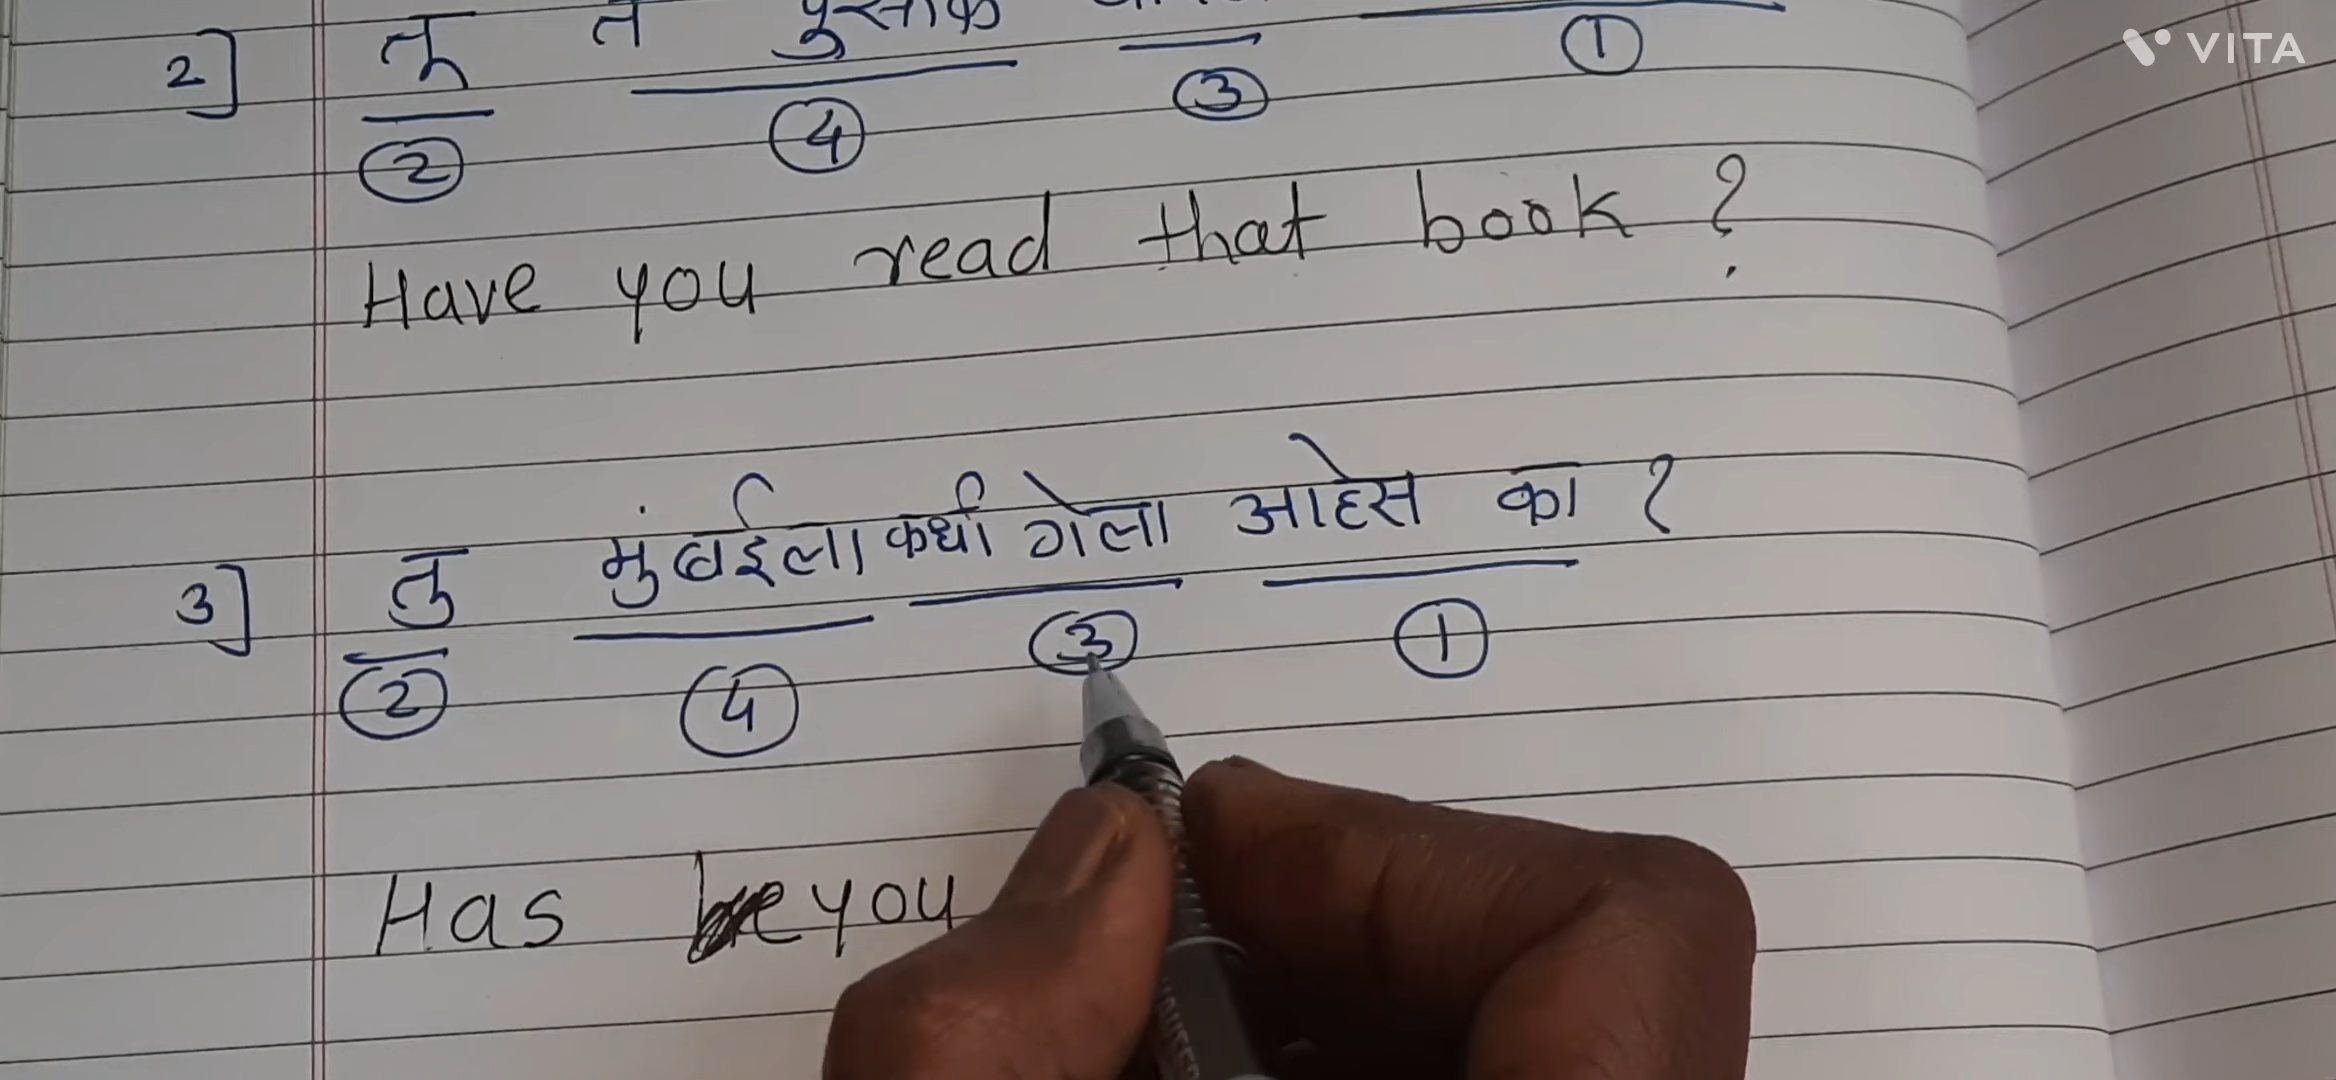 2] तू ते पुस्तक
② ④ ③ ①
VITA
Have you read that book ?
3] तु मुंबईला कधी गेला आहेस का ?
② ④ ③ ①
Has you